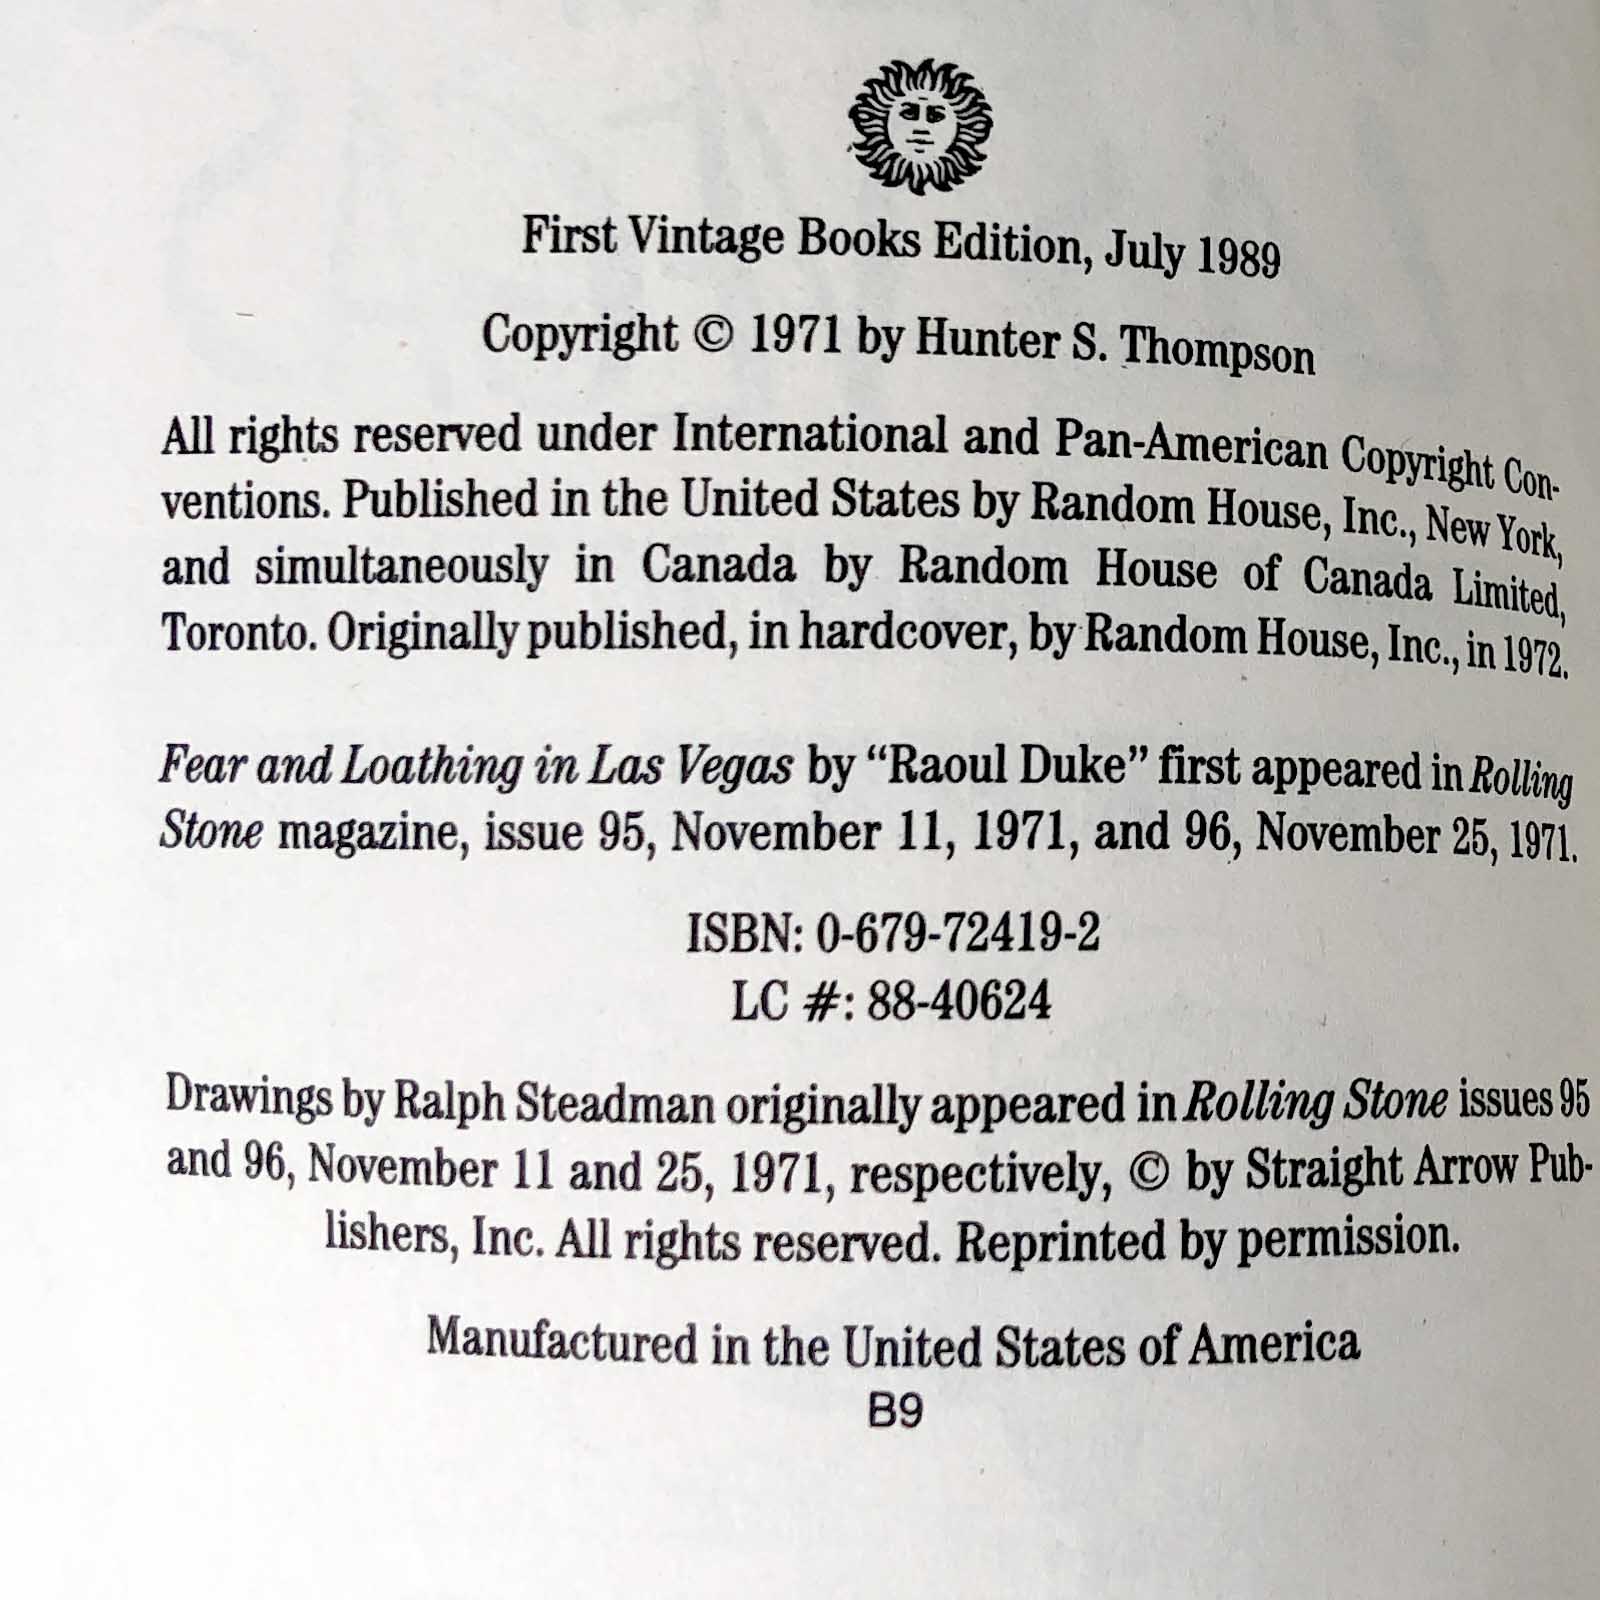 First Vintage Books Edition, July 1989
Copyright © 1971 by Hunter S. Thompson
All rights reserved under International and Pan-American Copyright Con-
ventions. Published in the United States by Random House, Inc., New York,
and simultaneously in Canada by Random House of Canada Limited,
Toronto. Originally published, in hardcover, by Random House, Inc., in 1972.
Fear and Loathing in Las Vegas by “Raoul Duke” first appeared in Rolling
Stone magazine, issue 95, November 11, 1971, and 96, November 25, 1971.
ISBN: 0-679-72419-2
LC #: 88-40624
Drawings by Ralph Steadman originally appeared in Rolling Stone issues 95
and 96, November 11 and 25, 1971, respectively, © by Straight Arrow Pub-
lishers, Inc. All rights reserved. Reprinted by permission.
Manufactured in the United States of America
B9